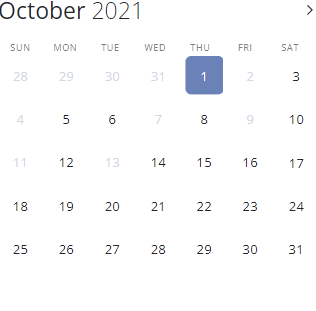 October 2021
SUN MON TUE WED THU FRI SAT
28 29 30 31 1 2 3
4 5 6 7 8 9 10
11 12 13 14 15 16 17
18 19 20 21 22 23 24
25 26 27 28 29 30 31